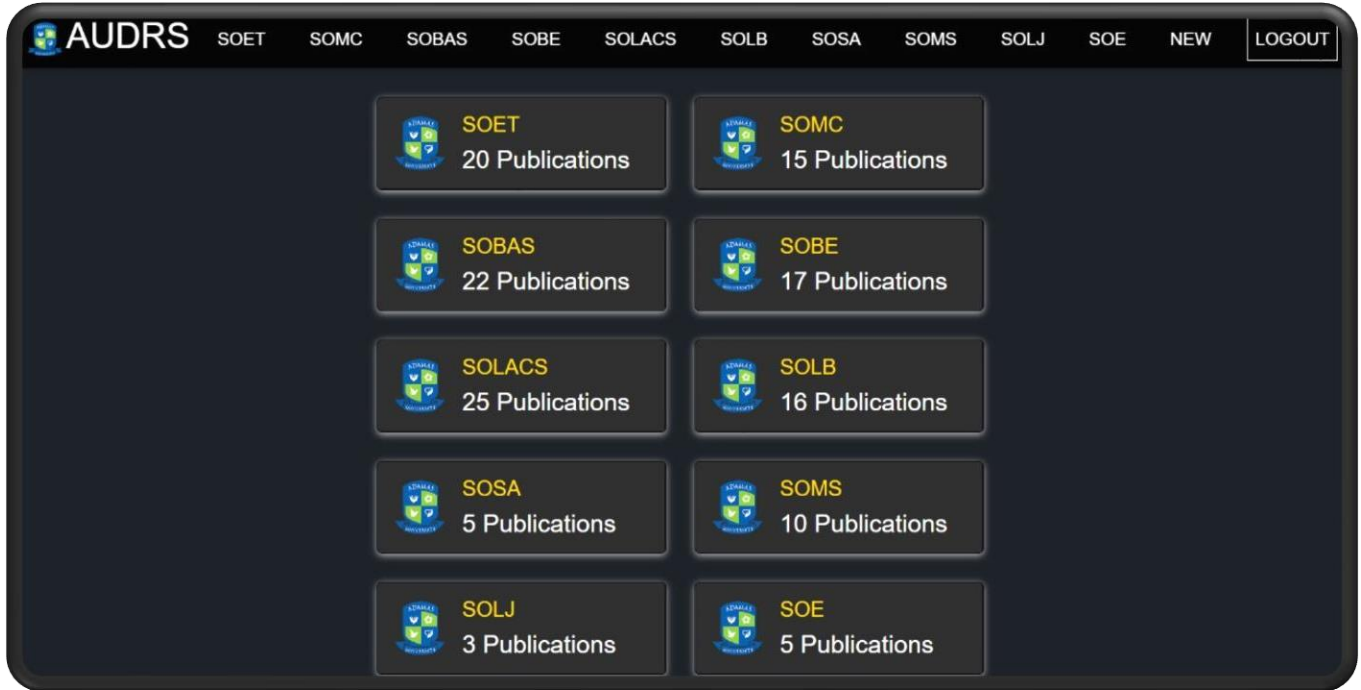 AUDRS SOET SOMC SOBAS SOBE SOLACS SOLB SOSA SOMS SOLJ SOE NEW LOGOUT
SOET
20 Publications
SOMC
15 Publications
SOBAS
22 Publications
SOBE
17 Publications
SOLACS
25 Publications
SOLB
16 Publications
SOSA
5 Publications
SOMS
10 Publications
SOLJ
3 Publications
SOE
5 Publications